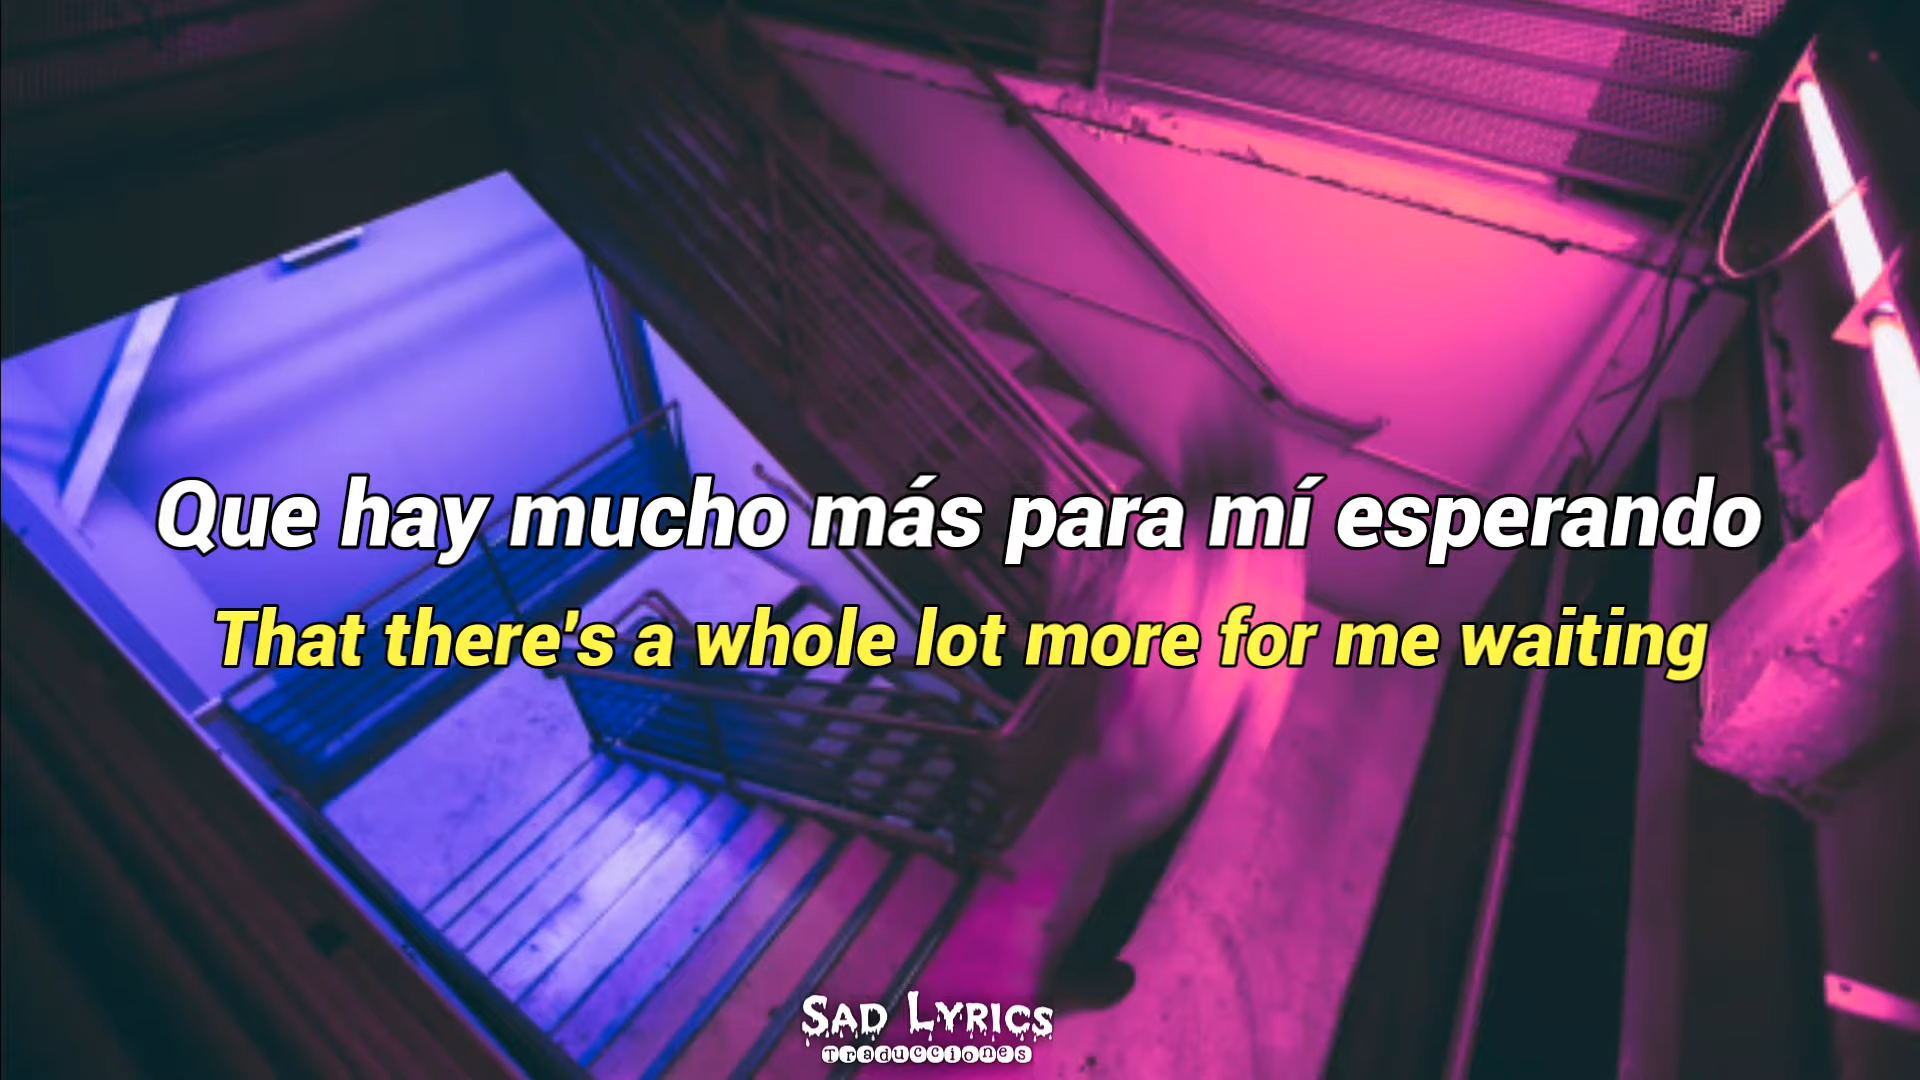 Que hay mucho más para mí esperando
That there's a whole lot more for me waiting
SAD LYRICS
Traducciones